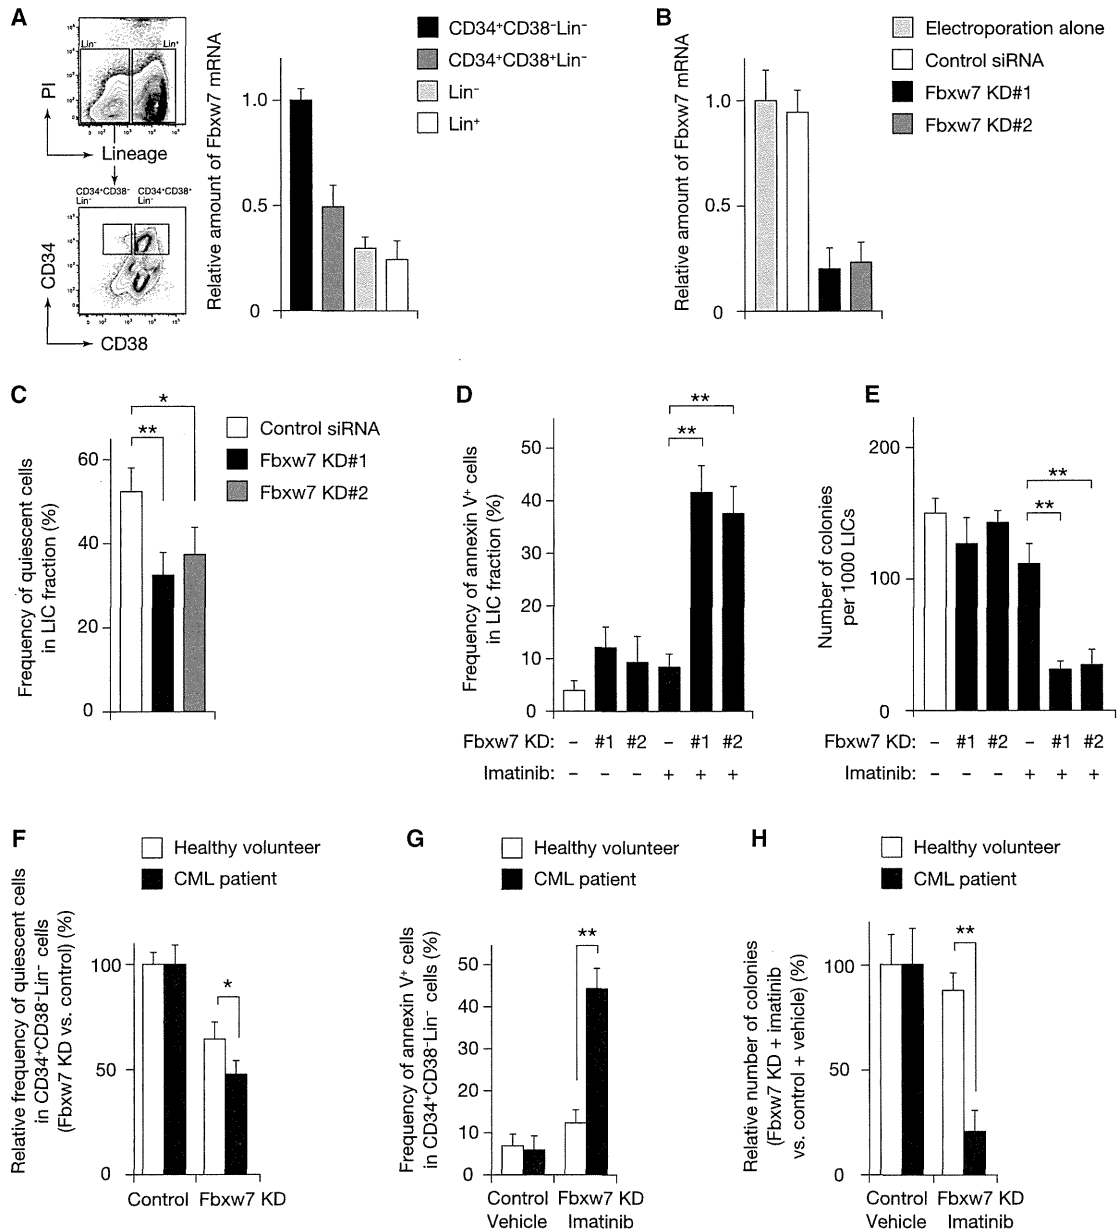 A
Lin⁻ Lin⁺
PI
Lineage
CD34⁺CD38⁻ CD34⁺CD38⁺
Lin⁻ Lin⁻
CD34
CD38
Relative amount of Fbxw7 mRNA
1.0
0.5
0
CD34⁺CD38⁻Lin⁻
CD34⁺CD38⁺Lin⁻
Lin⁻
Lin⁺
B
Relative amount of Fbxw7 mRNA
1.0
0.5
0
Electroporation alone
Control siRNA
Fbxw7 KD#1
Fbxw7 KD#2
C
Frequency of quiescent cells
in LIC fraction (%)
60
40
20
0
*
**
Control siRNA
Fbxw7 KD#1
Fbxw7 KD#2
D
Frequency of annexin V⁺ cells
in LIC fraction (%)
50
40
30
20
10
0
**
**
Fbxw7 KD: – #1 #2 – #1 #2
Imatinib: – – – + + +
E
Number of colonies
per 1000 LICs
200
100
0
**
**
Fbxw7 KD: – #1 #2 – #1 #2
Imatinib: – – – + + +
F
Healthy volunteer
CML patient
Relative frequency of quiescent cells
in CD34⁺CD38⁻Lin⁻ cells
(Fbxw7 KD vs. control) (%)
100
50
0
*
Control Fbxw7 KD
G
Healthy volunteer
CML patient
Frequency of annexin V⁺ cells
in CD34⁺CD38⁻Lin⁻ cells (%)
50
40
30
20
10
0
**
Control Fbxw7 KD
Vehicle Imatinib
H
Healthy volunteer
CML patient
Relative number of colonies
(Fbxw7 KD + imatinib
vs. control + vehicle) (%)
100
50
0
**
Control Fbxw7 KD
Vehicle Imatinib